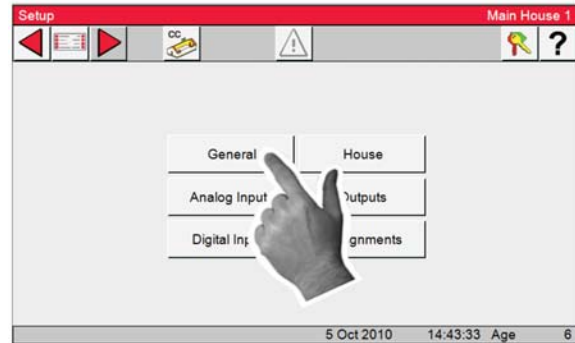 Setup Main House 1
CC
?
General House
Analog Input Outputs
Digital Inp gnments
5 Oct 2010 14:43:33 Age 6